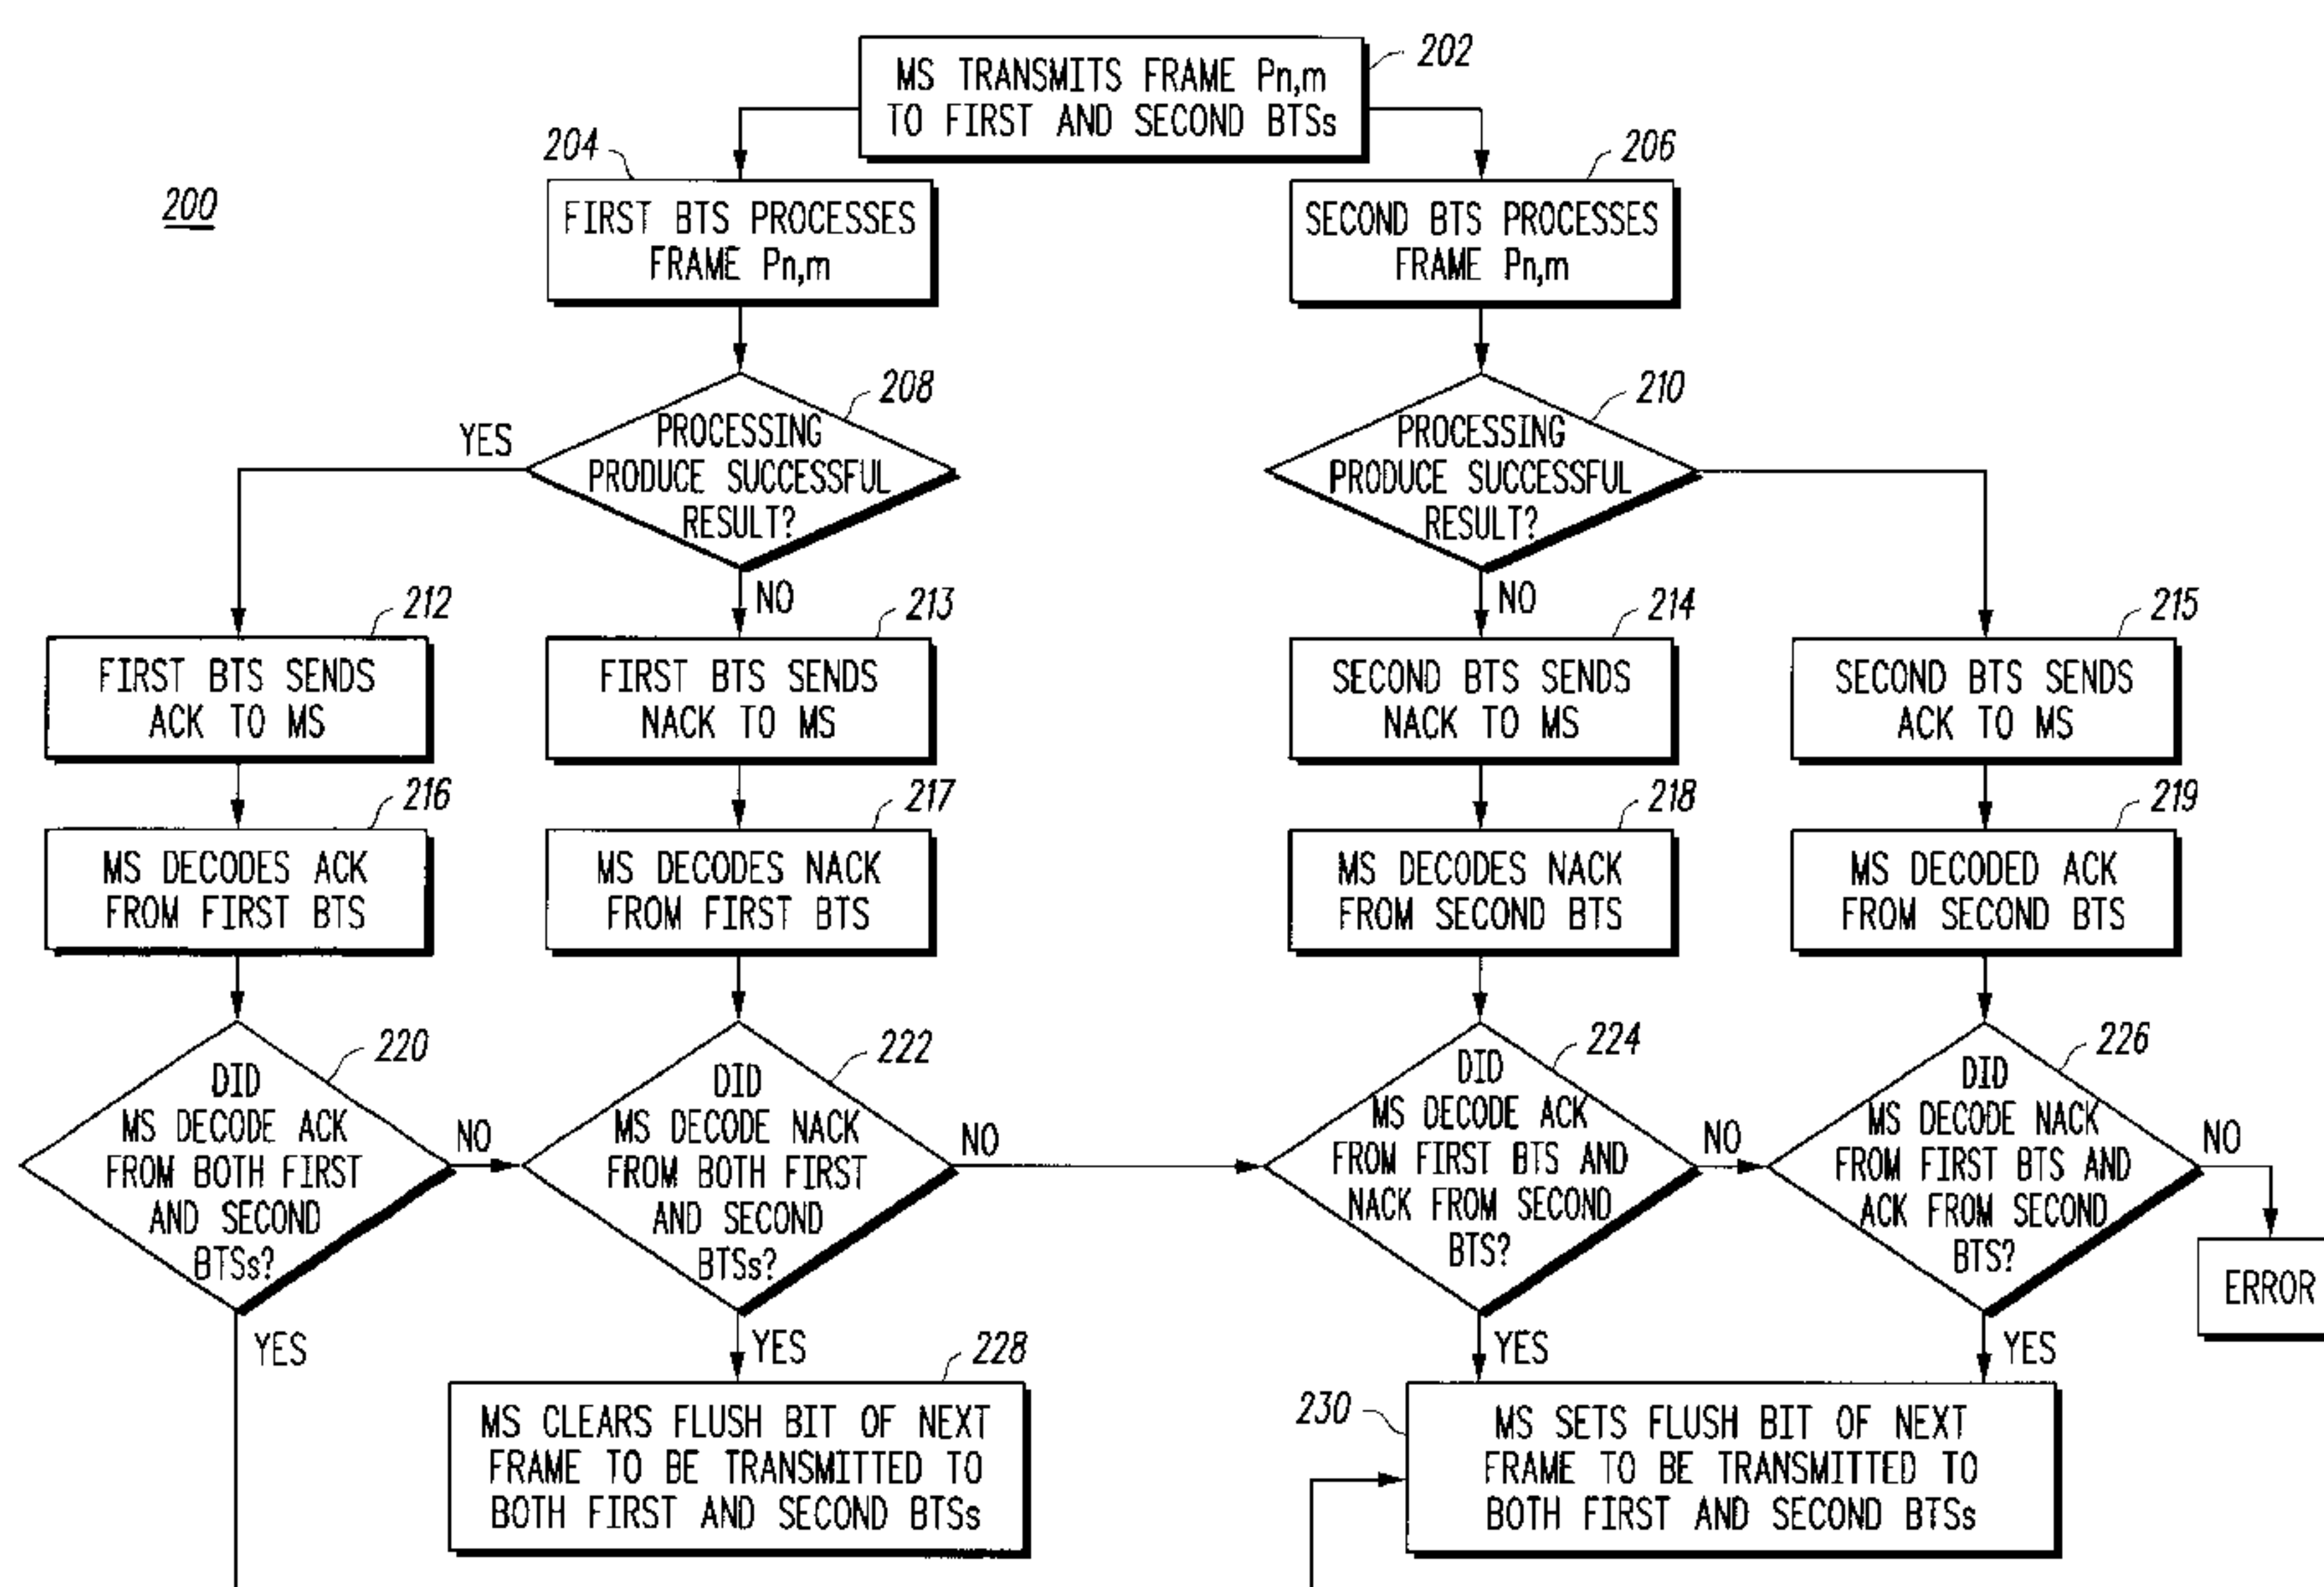 202
MS TRANSMITS FRAME Pn,m
TO FIRST AND SECOND BTSs
204
206
200
FIRST BTS PROCESSES
FRAME Pn,m
SECOND BTS PROCESSES
FRAME Pn,m
208
210
YES
PROCESSING
PRODUCE SUCCESSFUL
RESULT?
PROCESSING
PRODUCE SUCCESSFUL
RESULT?
NO
NO
212
213
214
215
FIRST BTS SENDS
ACK TO MS
FIRST BTS SENDS
NACK TO MS
SECOND BTS SENDS
NACK TO MS
SECOND BTS SENDS
ACK TO MS
216
217
218
219
MS DECODES ACK
FROM FIRST BTS
MS DECODES NACK
FROM FIRST BTS
MS DECODES NACK
FROM SECOND BTS
MS DECODED ACK
FROM SECOND BTS
220
222
224
226
DID
MS DECODE ACK
FROM BOTH FIRST
AND SECOND
BTSs?
NO
DID
MS DECODE NACK
FROM BOTH FIRST
AND SECOND
BTSs?
NO
DID
MS DECODE ACK
FROM FIRST BTS AND
NACK FROM SECOND
BTS?
NO
DID
MS DECODE NACK
FROM FIRST BTS AND
ACK FROM SECOND
BTS?
NO
ERROR
YES
YES
YES
YES
228
230
MS CLEARS FLUSH BIT OF NEXT
FRAME TO BE TRANSMITTED TO
BOTH FIRST AND SECOND BTSs
MS SETS FLUSH BIT OF NEXT
FRAME TO BE TRANSMITTED TO
BOTH FIRST AND SECOND BTSs